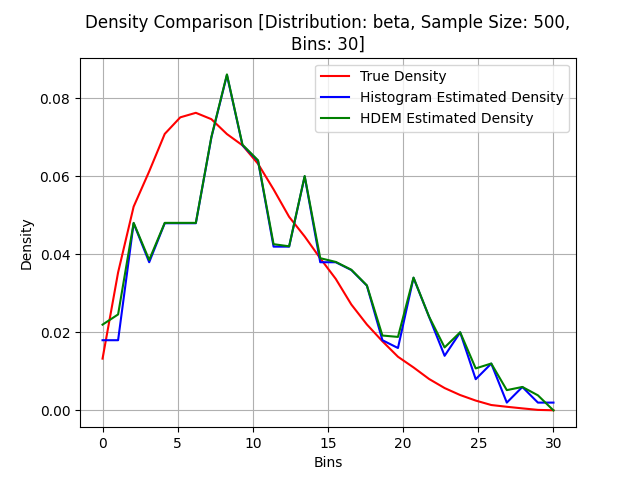 Density Comparison [Distribution: beta, Sample Size: 500,
Bins: 30]
True Density
Histogram Estimated Density
HDEM Estimated Density
0.08
0.06
0.04
0.02
0.00
Density
0 5 10 15 20 25 30
Bins